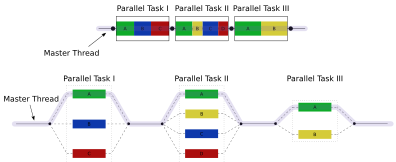 Parallel Task I Parallel Task II Parallel Task III
A B C A B C D A B
Master Thread
Parallel Task I Parallel Task II Parallel Task III
Master Thread
A A
A
B
B
B
C
C D